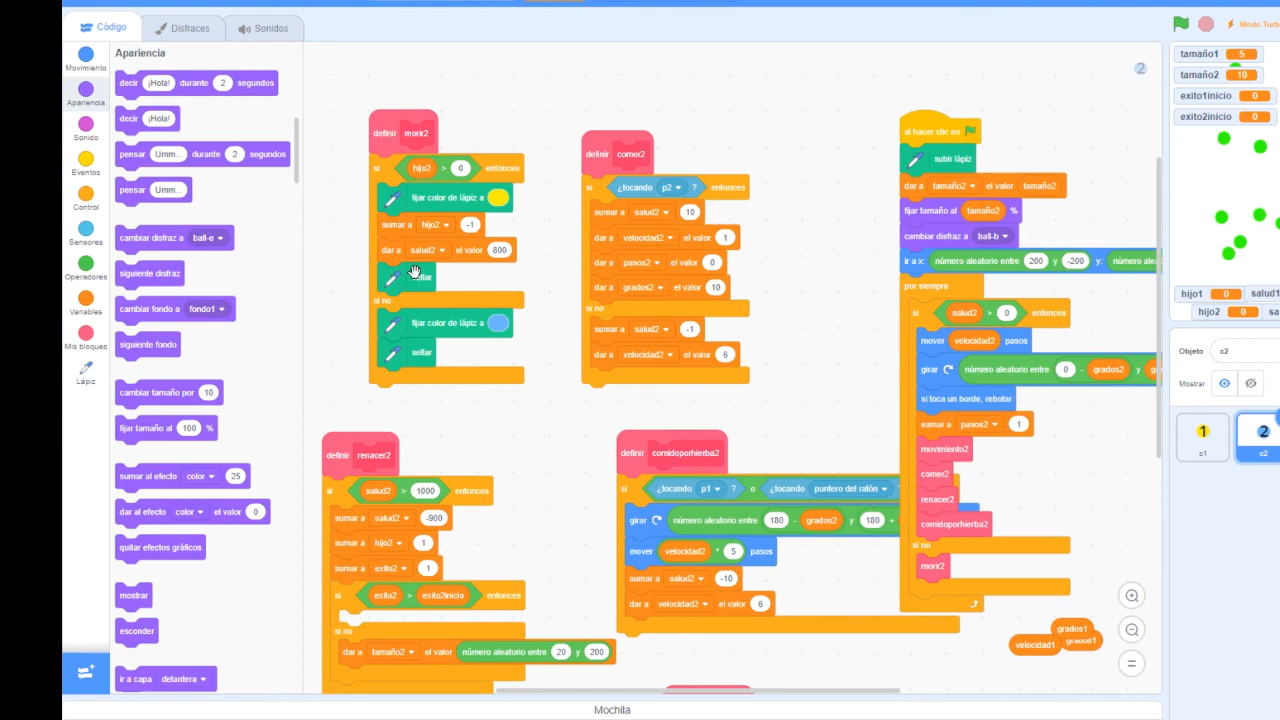 Código
Disfraces
Sonidos
Modo Turb
Movimiento
Apariencia
Sonido
Eventos
Control
Sensores
Operadores
Variables
Mis bloques
Lápiz
Apariencia
decir ¡Hola! durante 2 segundos
decir ¡Hola!
pensar Umm... durante 2 segundos
pensar Umm...
cambiar disfraz a ball-e
siguiente disfraz
cambiar fondo a fondo1
siguiente fondo
cambiar tamaño por 10
fijar tamaño al 100 %
sumar al efecto color 25
dar al efecto color el valor 0
quitar efectos gráficos
mostrar
esconder
ir a capa delantera
definir morir2
si hijo2 > 0 entonces
fijar color de lápiz a
sumar a hijo2 -1
dar a salud2 el valor 800
si no
fijar color de lápiz a
sellar
definir comer2
si ¿tocando p2 ? entonces
sumar a salud2 10
dar a velocidad2 el valor 1
dar a pasos2 el valor 0
dar a grados2 el valor 10
si no
sumar a salud2 -1
dar a velocidad2 el valor 6
definir renacer2
si salud2 > 1000 entonces
sumar a salud2 -900
sumar a hijo2 1
sumar a exito2 1
si exito2 > exito2inicio entonces
si no
dar a tamaño2 el valor número aleatorio entre 20 y 200
definir comidoporhierba2
si ¿tocando p1 ? o ¿tocando puntero del ratón
girar número aleatorio entre 180 - grados2 y 180 +
mover velocidad2 * 5 pasos
sumar a salud2 -10
dar a velocidad2 el valor 6
al hacer clic en
subir lápiz
dar a tamaño2 el valor tamaño2
fijar tamaño al tamaño2 %
cambiar disfraz a ball-b
ir a x: número aleatorio entre 200 y -200 y: número alea
por siempre
si salud2 > 0 entonces
mover velocidad2 pasos
girar número aleatorio entre 0 - grados2 y
si toca un borde, rebotar
sumar a pasos2 1
movimiento2
comer2
renacer2
comidoporhierba2
si no
morir2
grados1
grados1
velocidad1
tamaño1 5
tamaño2 10
exito1inicio 0
exito2inicio 0
hijo1 0
salud1
hijo2 0
sa
Objeto c2
Mostrar
1
c1
2
c2
2
Mochila